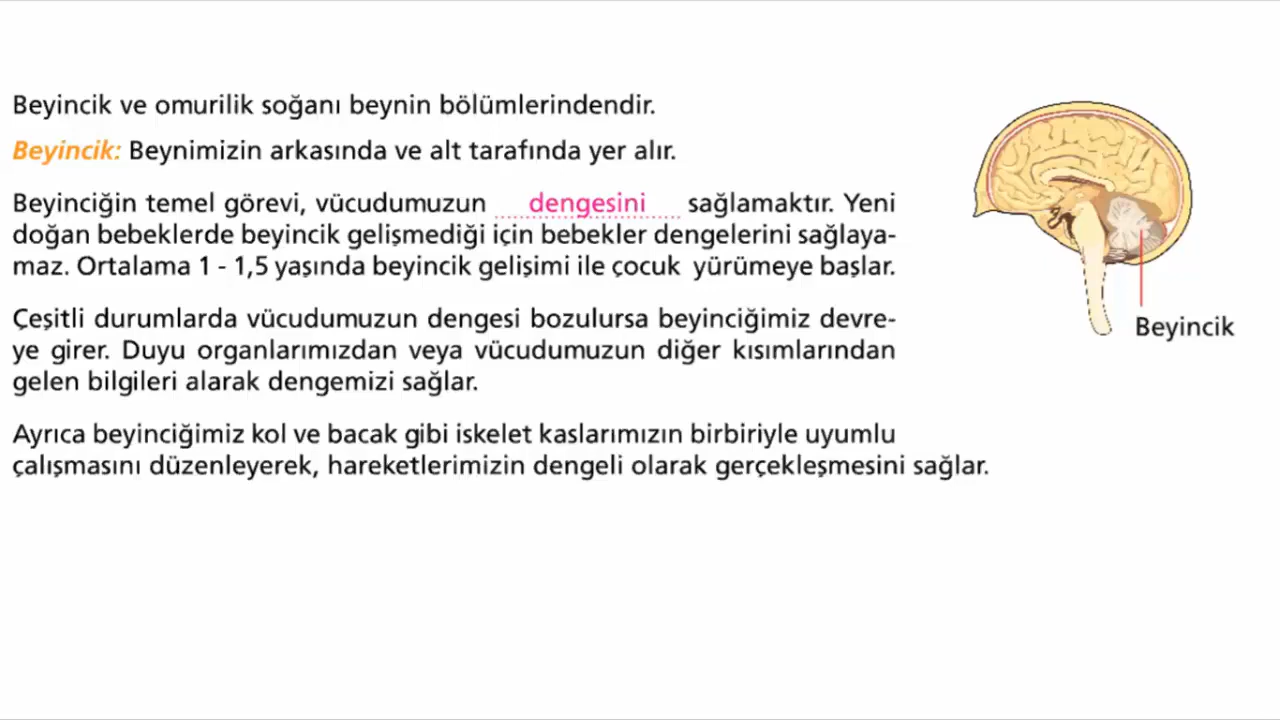 Beyincik ve omurilik soğanı beynin bölümlerindendir.
Beyincik: Beynimizin arkasında ve alt tarafında yer alır.
Beyinciğin temel görevi, vücudumuzun dengesini sağlamaktır. Yeni
doğan bebeklerde beyincik gelişmediği için bebekler dengelerini sağlaya-
maz. Ortalama 1 - 1,5 yaşında beyincik gelişimi ile çocuk yürümeye başlar.
Çeşitli durumlarda vücudumuzun dengesi bozulursa beyinciğimiz devre-
ye girer. Duyu organlarımızdan veya vücudumuzun diğer kısımlarından
gelen bilgileri alarak dengemizi sağlar.
Ayrıca beyinciğimiz kol ve bacak gibi iskelet kaslarımızın birbiriyle uyumlu
çalışmasını düzenleyerek, hareketlerimizin dengeli olarak gerçekleşmesini sağlar.
Beyincik